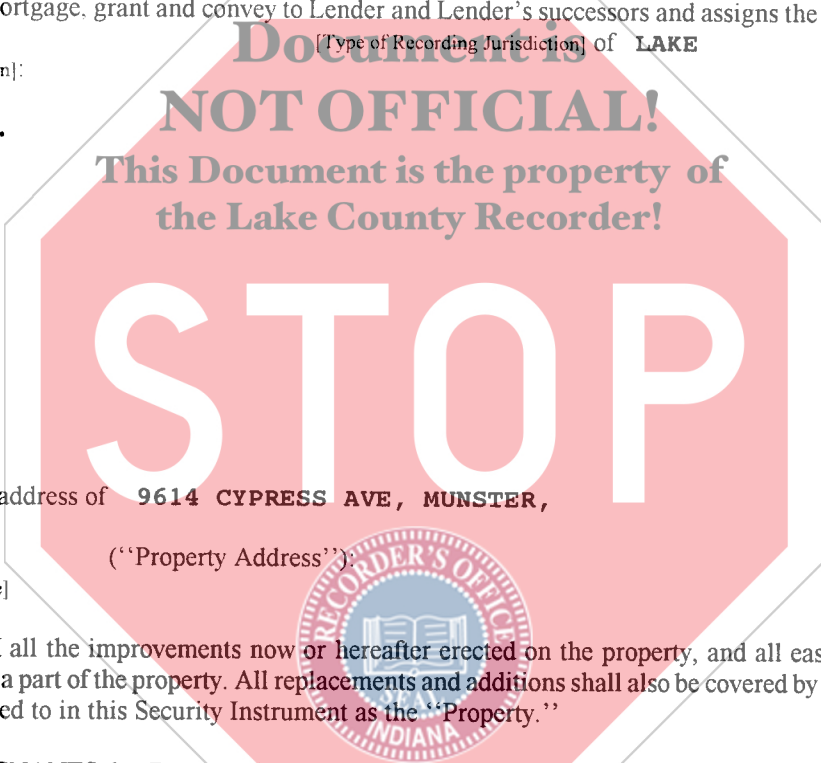 ortgage, grant and convey to Lender and Lender's successors and assigns the
Document is
[Type of Recording Jurisdiction] of LAKE
n]:
NOT OFFICIAL!
This Document is the property of
the Lake County Recorder!
STOP
address of 9614 CYPRESS AVE, MUNSTER,
(‘‘Property Address’’):
]
RECORDER'S OFFICE
all the improvements now or hereafter erected on the property, and all eas
a part of the property. All replacements and additions shall also be covered by
SEAL
ed to in this Security Instrument as the ‘‘Property.’’
INDIANA